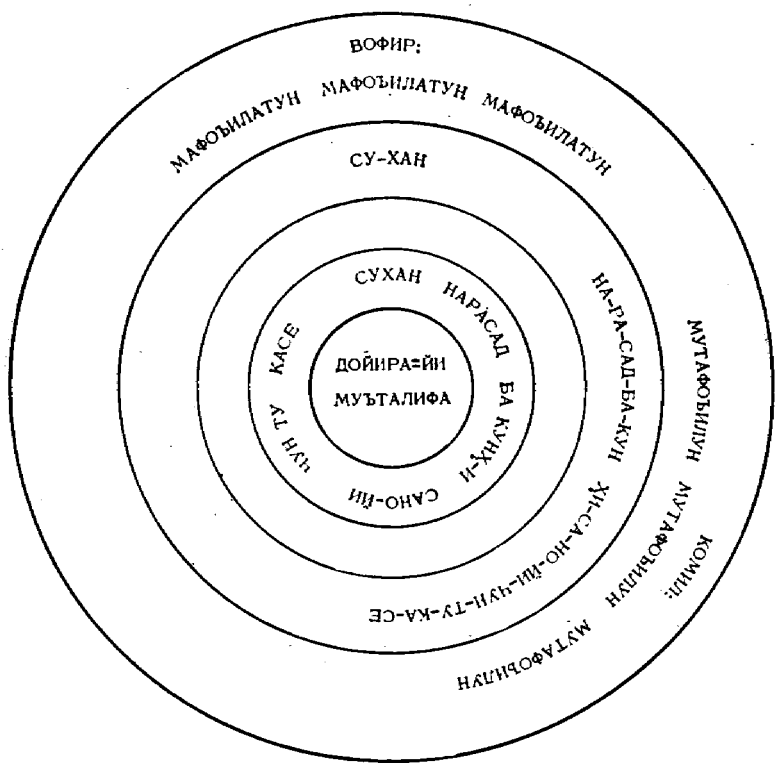 ВОФИР:
МАФОЪИЛАТУН МАФОЪИЛАТУН МАФОЪИЛАТУН
СУ-ХАН
НА-РА-САД-БА-КУН ҲИ-СА-НО-ЙИ-ЧУН-ТУ-КА-СЕ
КОМИЛ:
МУТАФОЪИЛУН МУТАФОЪИЛУН МУТАФОЪИЛУН
СУХАН НАРАСАД БА КУНҲ-И САНО-ЙИ ЧУН ТУ КАСЕ
ДОЙИРА=ЙИ
МУЪТАЛИФА